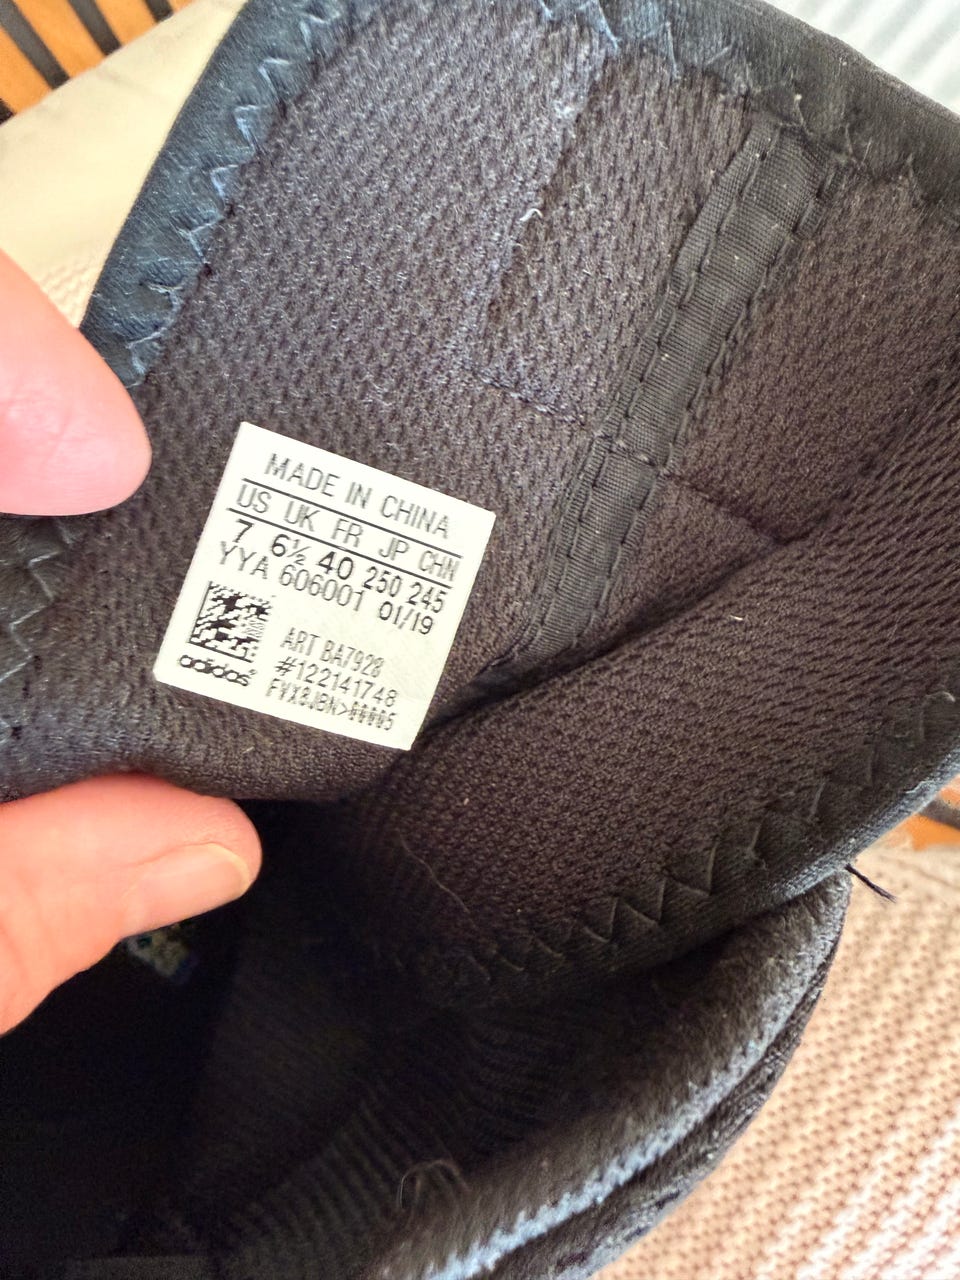 MADE IN CHINA
US UK FR JP CHN
7 6½ 40 250 245
YYA 606001 01/19
ART BA7928
#122141748
adidas